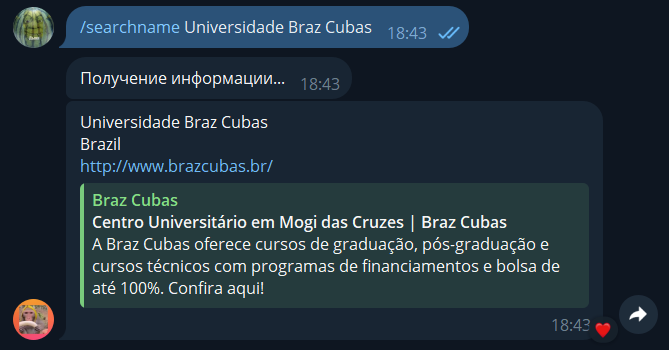 /searchname Universidade Braz Cubas 18:43
Получение информации... 18:43
Universidade Braz Cubas
Brazil
http://www.brazcubas.br/
Braz Cubas
Centro Universitário em Mogi das Cruzes | Braz Cubas
A Braz Cubas oferece cursos de graduação, pós-graduação e
cursos técnicos com programas de financiamentos e bolsa de
até 100%. Confira aqui!
18:43